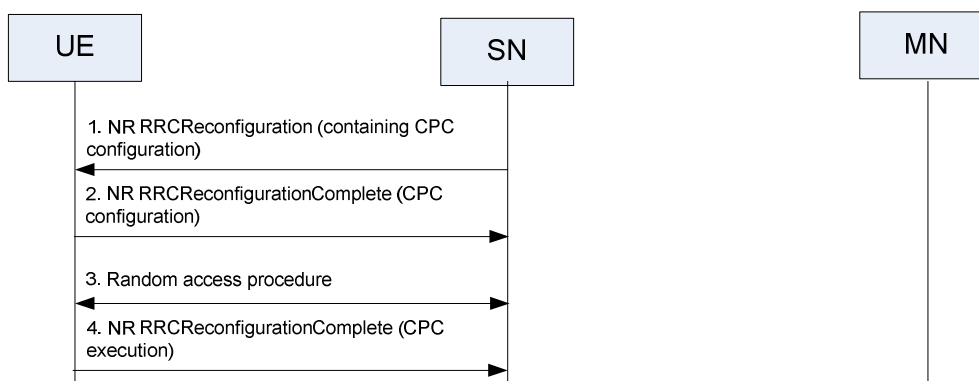 UE
SN
MN
1. NR RRCReconfiguration (containing CPC
configuration)
2. NR RRCReconfigurationComplete (CPC
configuration)
3. Random access procedure
4. NR RRCReconfigurationComplete (CPC
execution)